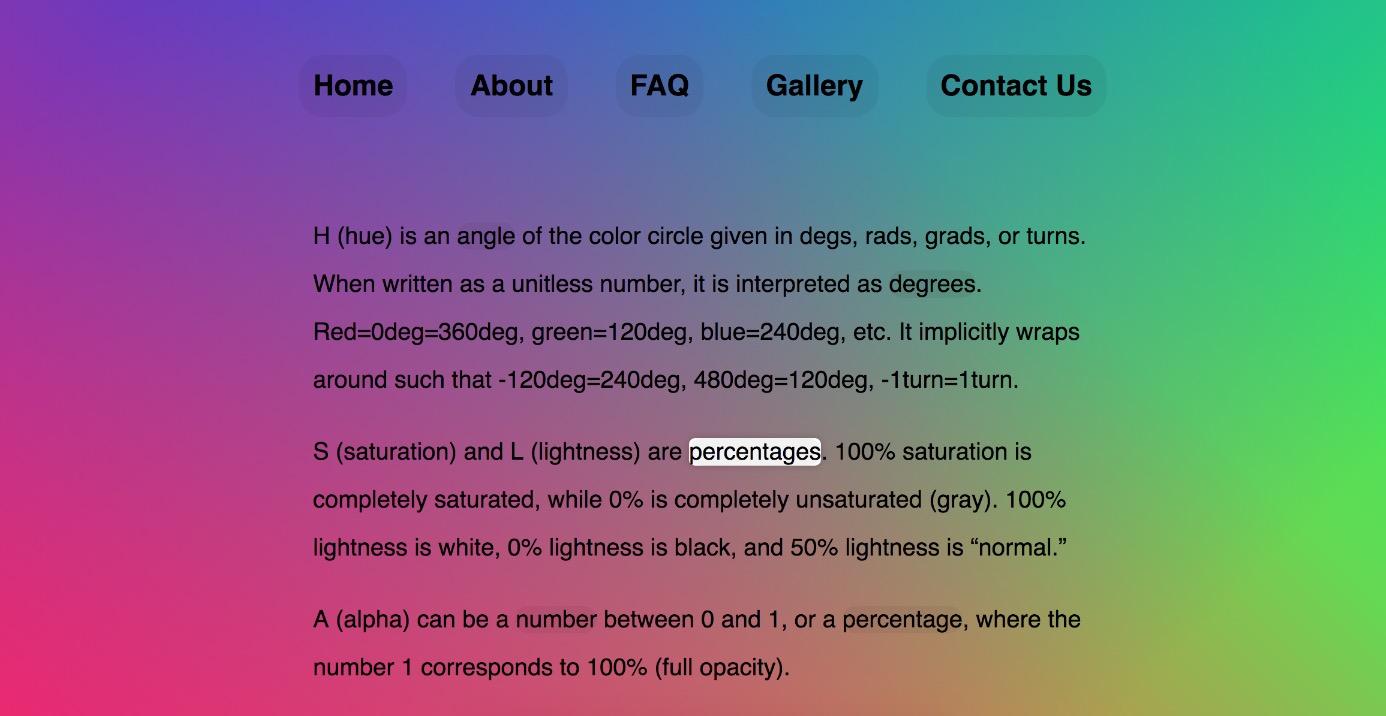 Home About FAQ Gallery Contact Us
H (hue) is an angle of the color circle given in degs, rads, grads, or turns.
When written as a unitless number, it is interpreted as degrees.
Red=0deg=360deg, green=120deg, blue=240deg, etc. It implicitly wraps
around such that -120deg=240deg, 480deg=120deg, -1turn=1turn.
S (saturation) and L (lightness) are percentages. 100% saturation is
completely saturated, while 0% is completely unsaturated (gray). 100%
lightness is white, 0% lightness is black, and 50% lightness is “normal.”
A (alpha) can be a number between 0 and 1, or a percentage, where the
number 1 corresponds to 100% (full opacity).